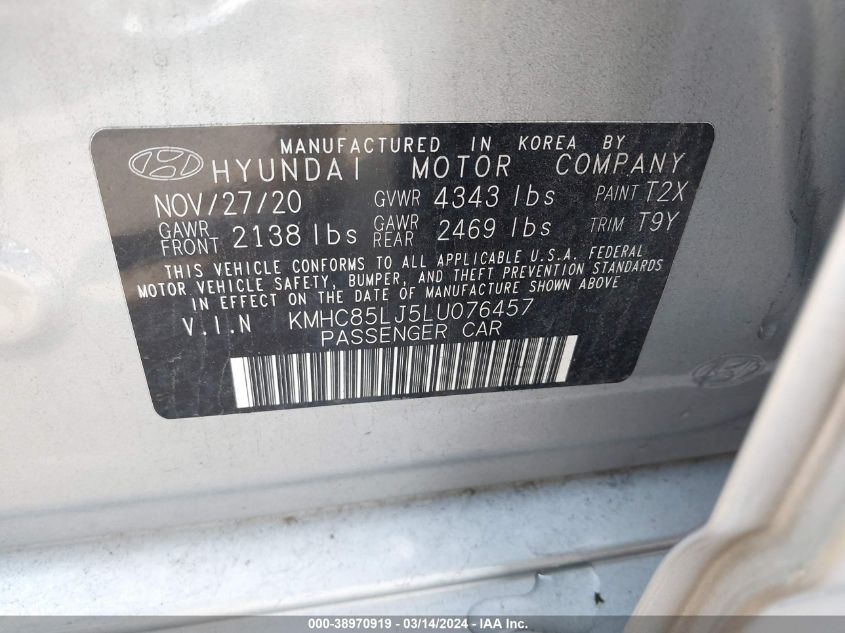 MANUFACTURED IN KOREA BY
HYUNDAI MOTOR COMPANY
NOV/27/20 GVWR 4343 lbs PAINT T2X
GAWR FRONT 2138 lbs GAWR REAR 2469 lbs TRIM T9Y
THIS VEHICLE CONFORMS TO ALL APPLICABLE U.S.A. FEDERAL
MOTOR VEHICLE SAFETY, BUMPER, AND THEFT PREVENTION STANDARDS
IN EFFECT ON THE DATE OF MANUFACTURE SHOWN ABOVE
V.I.N KMHC85LJ5LU076457
PASSENGER CAR
000-38970919 - 03/14/2024 - IAA Inc.